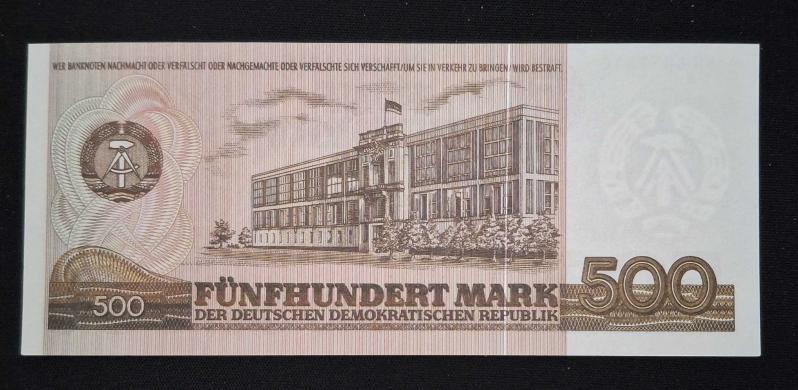 WER BANKNOTEN NACHMACHT ODER VERFÄLSCHT ODER NACHGEMACHTE ODER VERFÄLSCHTE SICH VERSCHAFFT/UM SIE IN VERKEHR ZU BRINGEN/WIRD BESTRAFT.
500
FÜNFHUNDERT MARK
DER DEUTSCHEN DEMOKRATISCHEN REPUBLIK
500